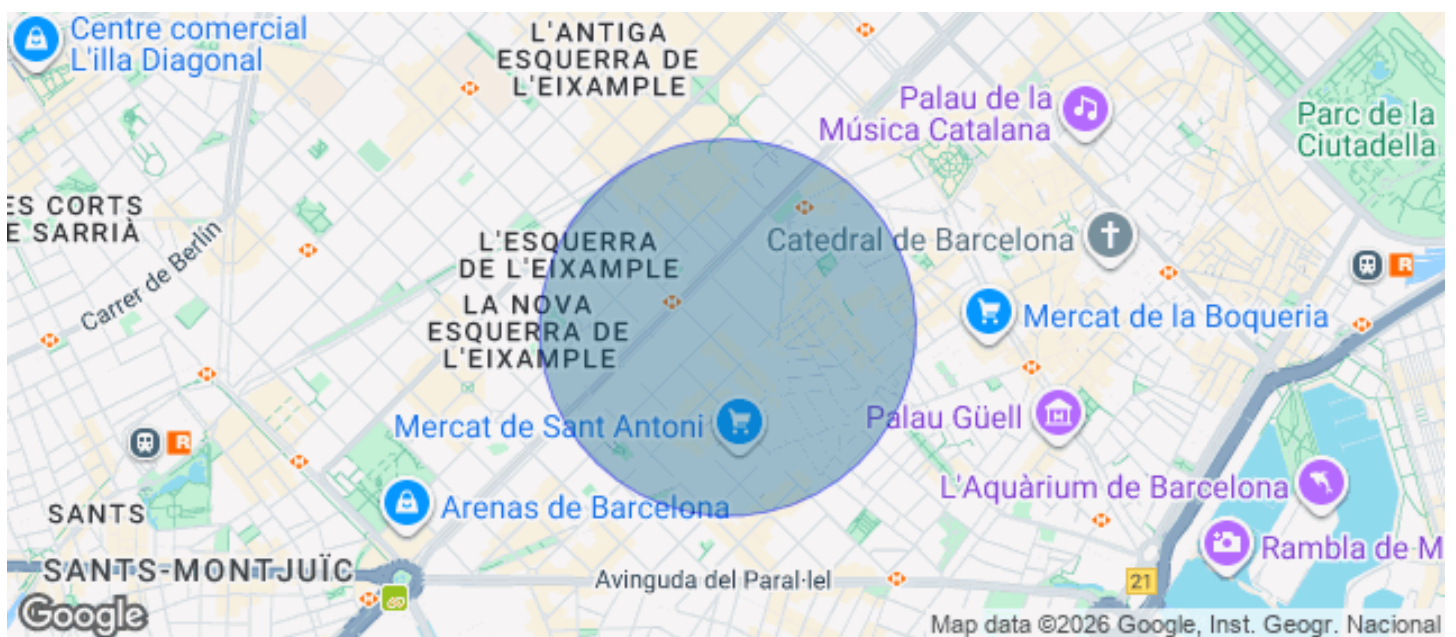 Centre comercial
L'illa Diagonal
L'ANTIGA
ESQUERRA DE
L'EIXAMPLE
Palau de la
Música Catalana
Parc de la
Ciutadella
ES CORTS
E SARRIÀ
Carrer de Berlín
L'ESQUERRA
DE L'EIXAMPLE
LA NOVA
ESQUERRA DE
L'EIXAMPLE
Catedral de Barcelona
R
Mercat de la Boqueria
Mercat de Sant Antoni
Palau Güell
R
L'Aquàrium de Barcelona
Arenas de Barcelona
SANTS
Rambla de M
SANTS-MONTJUÏC
Avinguda del Paral·lel
21
Google
Map data ©2026 Google, Inst. Geogr. Nacional